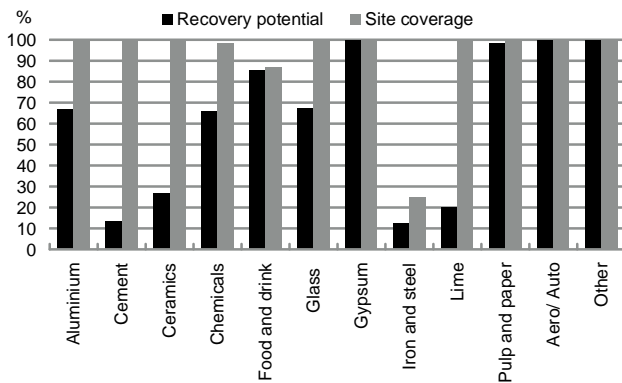 %
Recovery potential Site coverage
100
90
80
70
60
50
40
30
20
10
0
Aluminium
Cement
Ceramics
Chemicals
Food and drink
Glass
Gypsum
Iron and steel
Lime
Pulp and paper
Aero/ Auto
Other